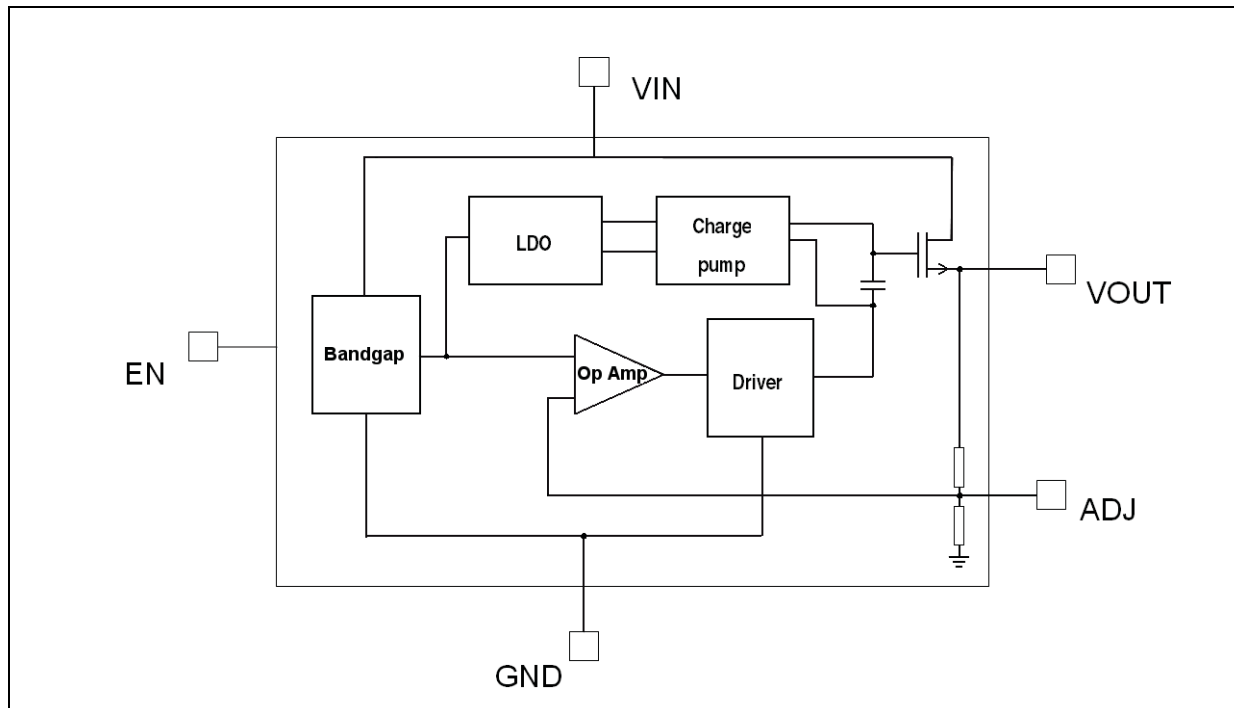 VIN
LDO
Charge
pump
VOUT
EN
Bandgap
Op Amp
Driver
ADJ
GND